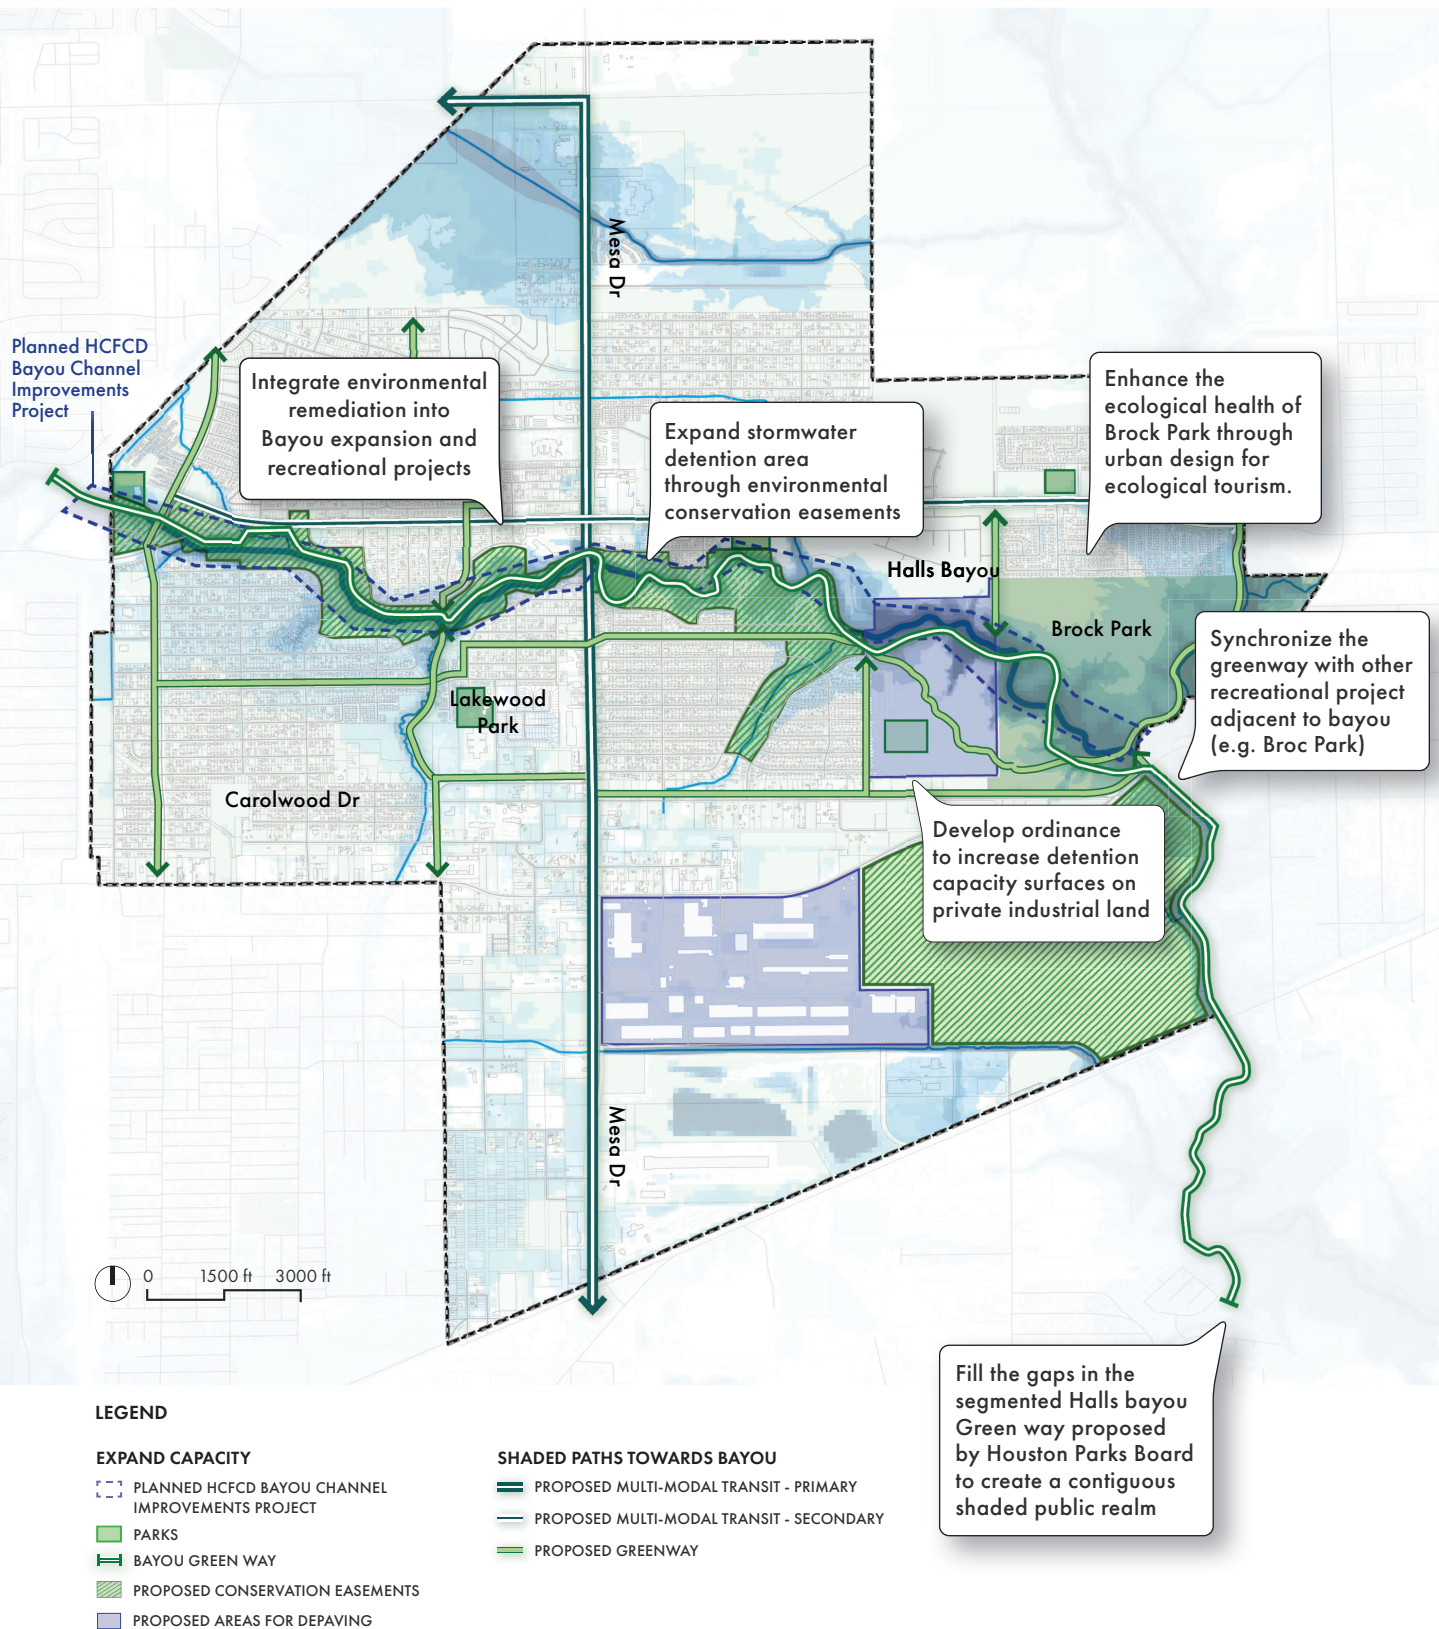 Mesa Dr
Planned HCFCD
Bayou Channel
Improvements
Project
Integrate environmental
remediation into
Bayou expansion and
recreational projects
Expand stormwater
detention area
through environmental
conservation easements
Enhance the
ecological health of
Brock Park through
urban design for
ecological tourism.
Halls Bayou
Brock Park
Synchronize the
greenway with other
recreational project
adjacent to bayou
(e.g. Broc Park)
Lakewood
Park
Carolwood Dr
Develop ordinance
to increase detention
capacity surfaces on
private industrial land
Mesa Dr
0 1500 ft 3000 ft
Fill the gaps in the
segmented Halls bayou
Green way proposed
by Houston Parks Board
to create a contiguous
shaded public realm
LEGEND
EXPAND CAPACITY
PLANNED HCFCD BAYOU CHANNEL
IMPROVEMENTS PROJECT
PARKS
BAYOU GREEN WAY
PROPOSED CONSERVATION EASEMENTS
PROPOSED AREAS FOR DEPAVING
SHADED PATHS TOWARDS BAYOU
PROPOSED MULTI-MODAL TRANSIT - PRIMARY
PROPOSED MULTI-MODAL TRANSIT - SECONDARY
PROPOSED GREENWAY